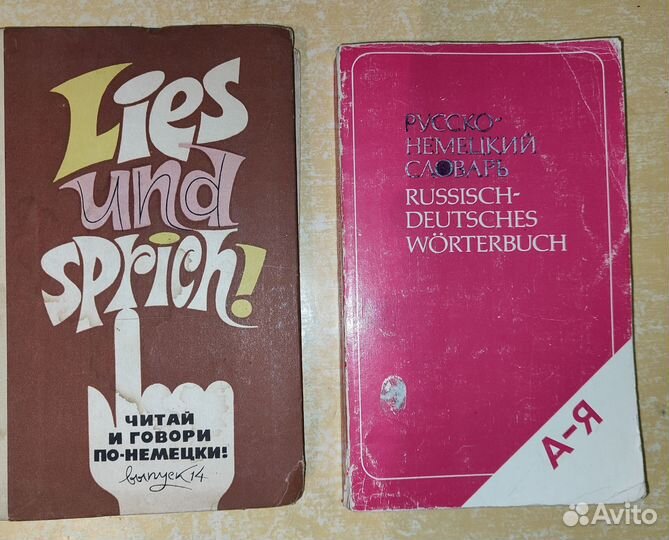 Lies
und
sprich!
ЧИТАЙ
И ГОВОРИ
ПО-НЕМЕЦКИ!
выпуск 14
РУССКО-
НЕМЕЦКИЙ
СЛОВАРЬ
RUSSISCH-
DEUTSCHES
WÖRTERBUCH
А-Я
Avito